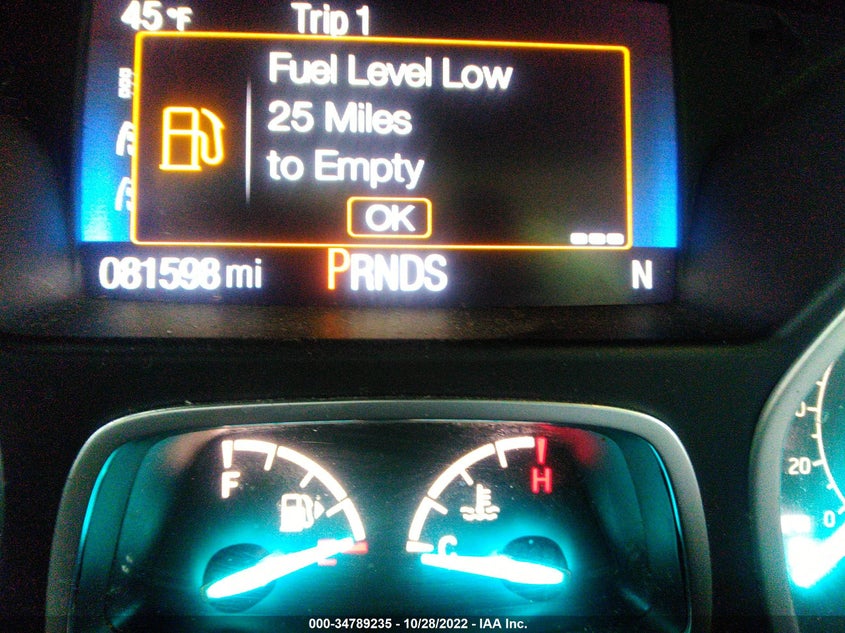 45°F Trip 1
Fuel Level Low
25 Miles
to Empty
OK
081598 mi PRNDS N
F H
E C
20
0
000-34789235 - 10/28/2022 - IAA Inc.